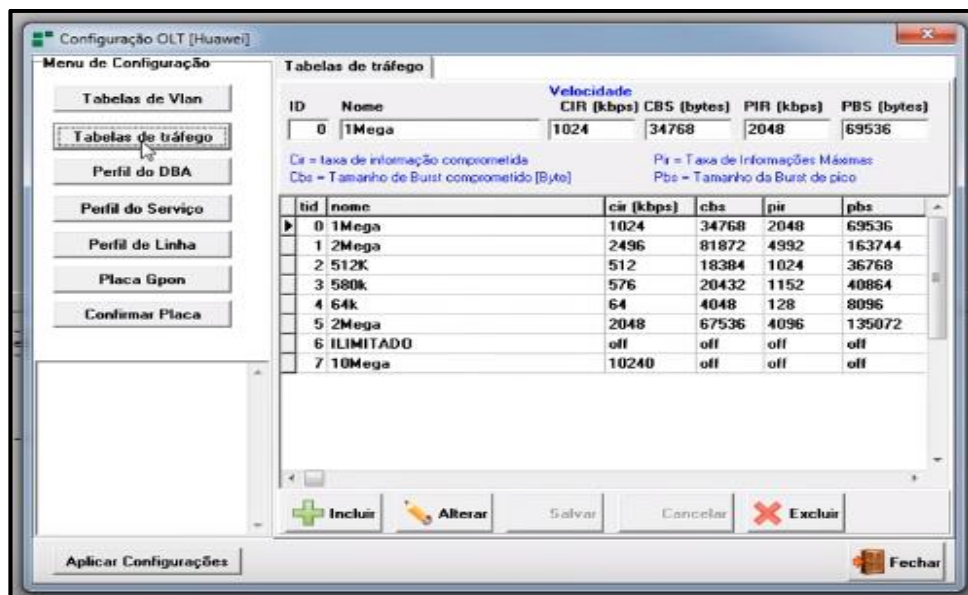 Configuração OLT [Huawei]
Menu de Configuração
Tabelas de Vlan
Tabelas de tráfego
Perfil do DBA
Perfil do Serviço
Perfil de Linha
Placa Gpon
Confirmar Placa
Tabelas de tráfego
Velocidade
ID Nome CIR (kbps) CBS (bytes) PIR (kbps) PBS (bytes)
0 1Mega 1024 34768 2048 69536
Cir = taxa de informação comprometida Pir = Taxa de Informações Máximas
Cbs = Tamanho de Burst comprometido [Byte] Pbs = Tamanho da Burst de pico
tid nome cir (kbps) cbs pir pbs
0 1Mega 1024 34768 2048 69536
1 2Mega 2496 81872 4992 163744
2 512K 512 18384 1024 36768
3 580k 576 20432 1152 40864
4 64k 64 4048 128 8096
5 2Mega 2048 67536 4096 135072
6 ILIMITADO off off off off
7 10Mega 10240 off off off
Incluir Alterar Salvar Cancelar Excluir
Aplicar Configurações Fechar